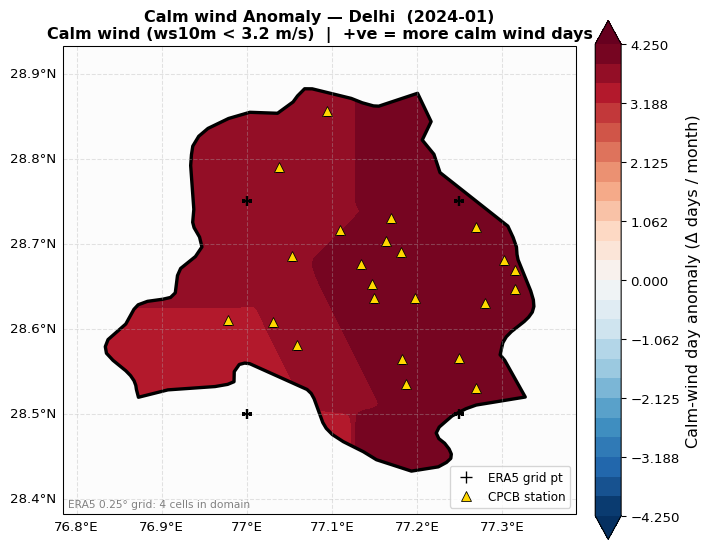 Calm wind Anomaly — Delhi  (2024-01)
Calm wind (ws10m < 3.2 m/s)  |  +ve = more calm wind days
28.9°N
28.8°N
28.7°N
28.6°N
28.5°N
28.4°N
76.8°E
76.9°E
77°E
77.1°E
77.2°E
77.3°E
ERA5 0.25° grid: 4 cells in domain
ERA5 grid pt
CPCB station
4.250
3.188
2.125
1.062
0.000
−1.062
−2.125
−3.188
−4.250
Calm-wind day anomaly (Δ days / month)